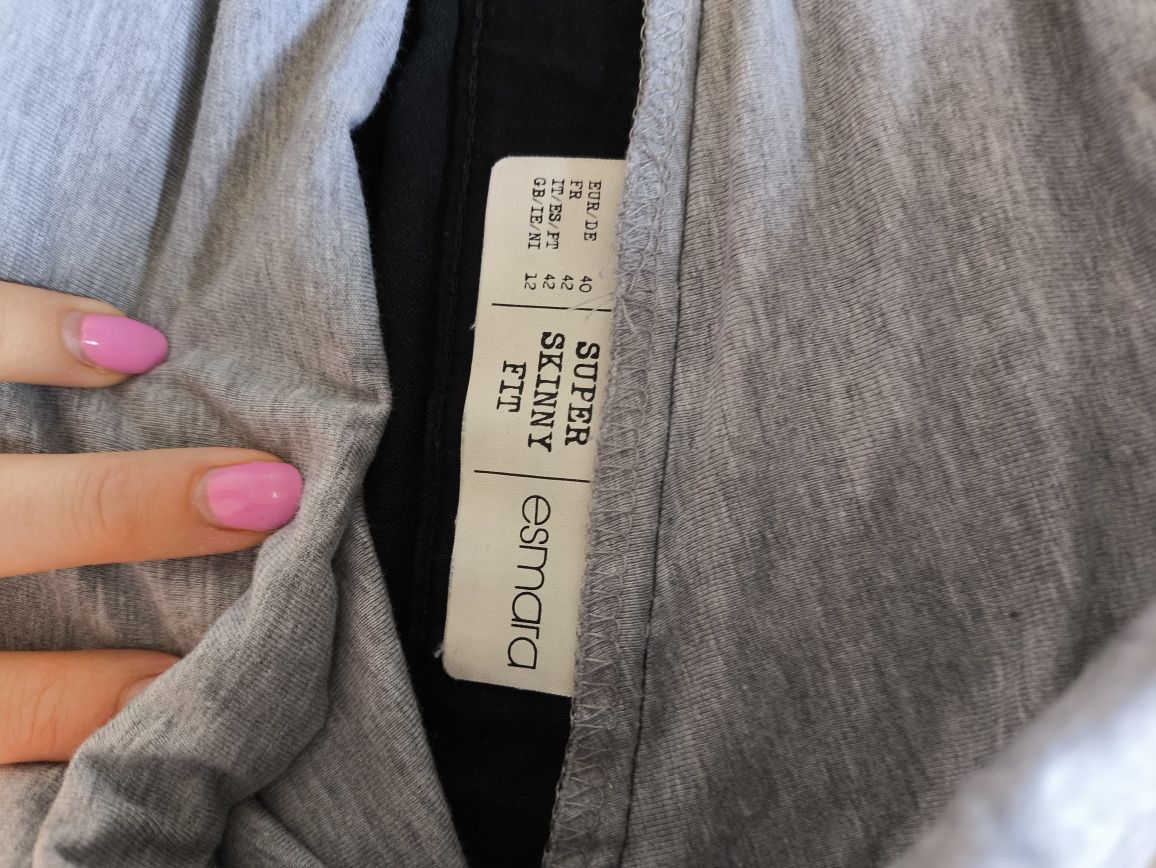 EUR/DE 40
FR 42
IT/ES/PT 42
GB/IE/NI 12
SUPER
SKINNY
FIT
esmara